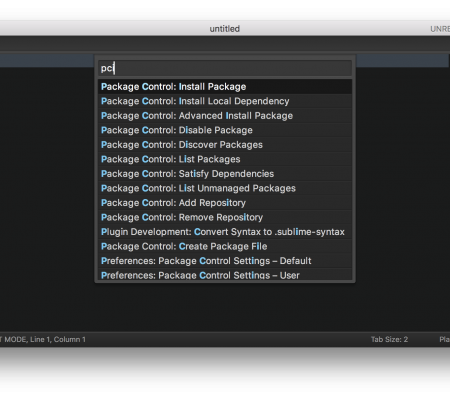 untitled
UNRE
pci
Package Control: Install Package
Package Control: Install Local Dependency
Package Control: Advanced Install Package
Package Control: Disable Package
Package Control: Discover Packages
Package Control: List Packages
Package Control: Satisfy Dependencies
Package Control: List Unmanaged Packages
Package Control: Add Repository
Package Control: Remove Repository
Plugin Development: Convert Syntax to .sublime-syntax
Package Control: Create Package File
Preferences: Package Control Settings – Default
Preferences: Package Control Settings – User
T MODE, Line 1, Column 1
Tab Size: 2
Pla